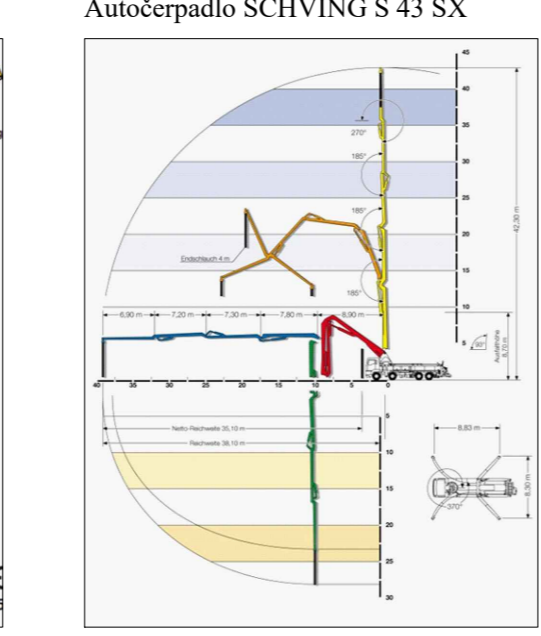 Autočerpadlo SCHVING S 43 SX
45
40
35
30
25
20
15
10
5
270°
185°
185°
185°
42,30 m
Endschlauch 4 m
6,90 m
7,20 m
7,30 m
7,80 m
8,90 m
90°
Ausfalthöhe
8,70 m
40 35 30 25 20 15 10 5 0
Netto-Reichweite 35,10 m
Reichweite 38,10 m
5
10
15
20
25
30
8,83 m
370°
8,30 m